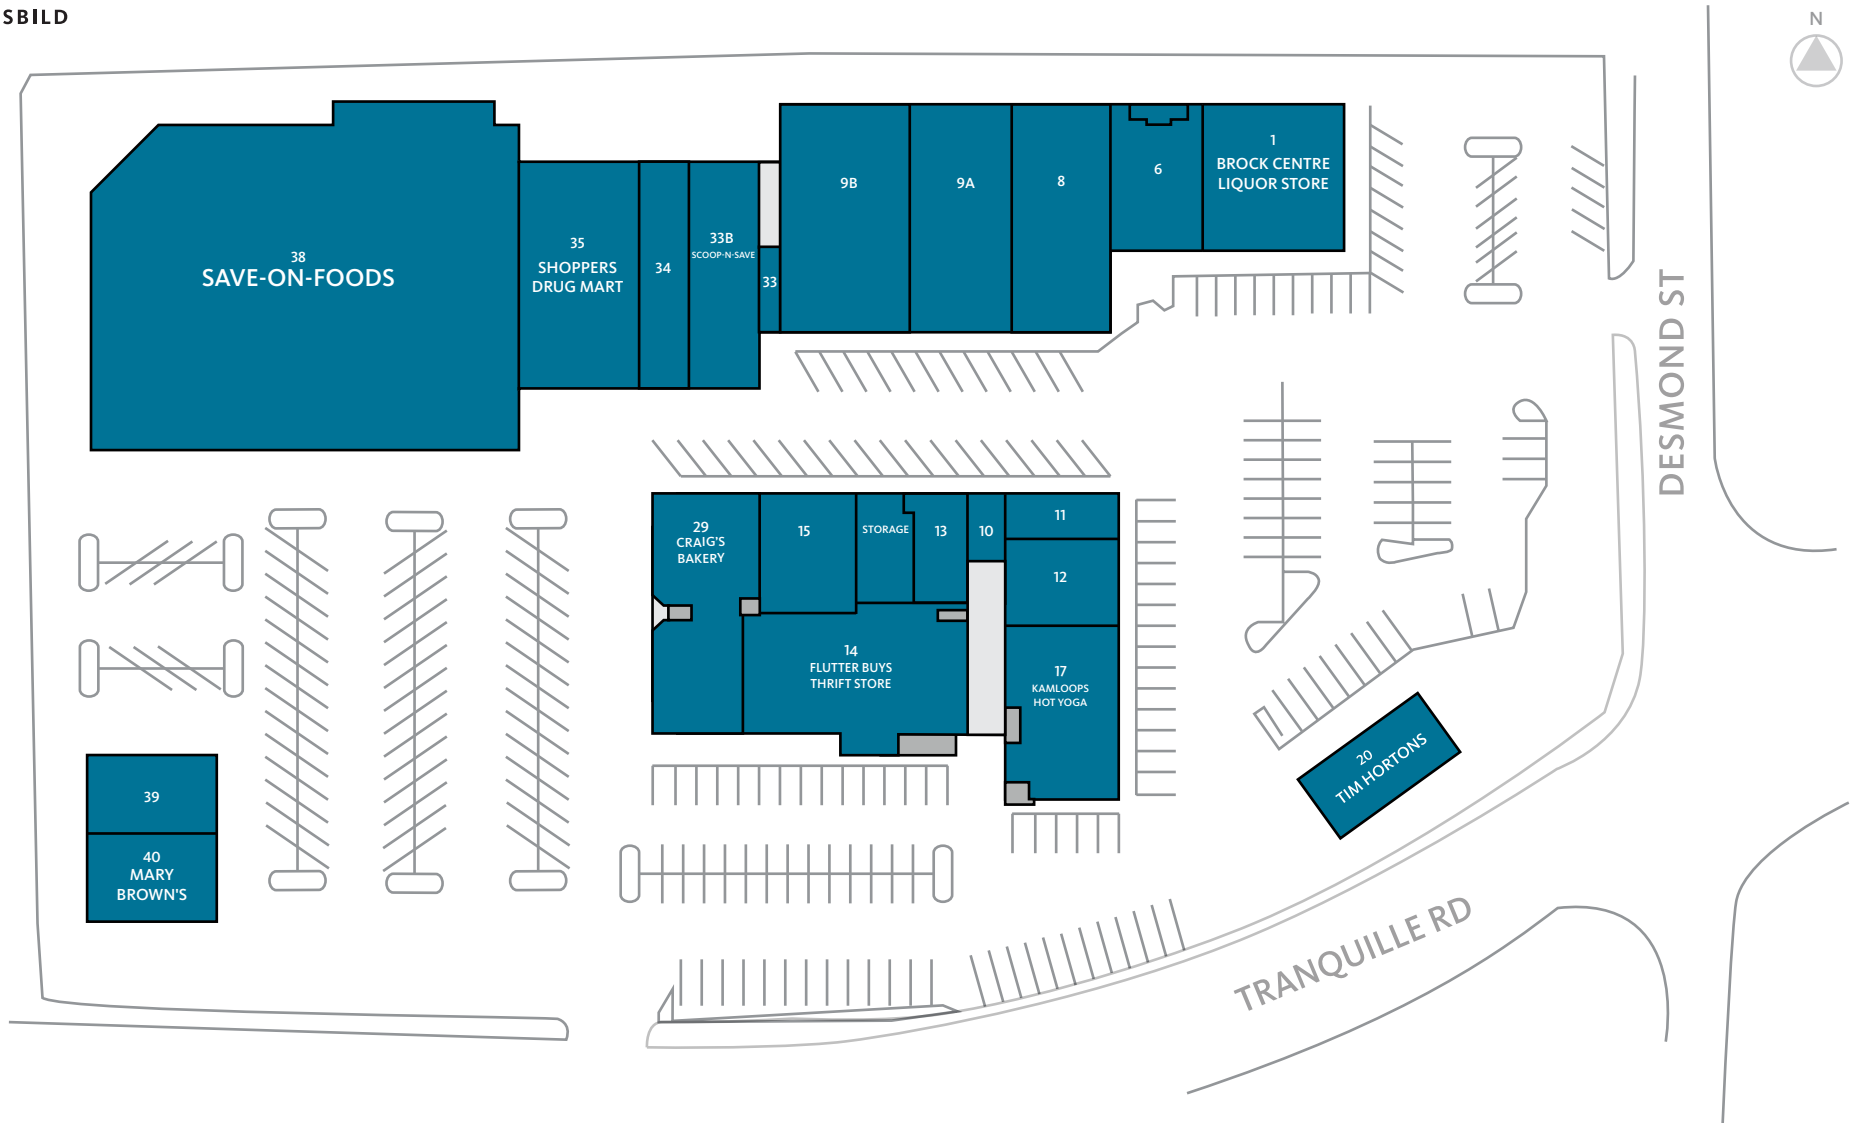 SBILD
N
38
SAVE-ON-FOODS
35
SHOPPERS
DRUG MART
34
33B
SCOOP-N-SAVE
33
9B
9A
8
6
1
BROCK CENTRE
LIQUOR STORE
DESMOND ST
29
CRAIG'S
BAKERY
15
STORAGE
13
10
11
12
14
FLUTTER BUYS
THRIFT STORE
17
KAMLOOPS
HOT YOGA
20
TIM HORTONS
39
40
MARY
BROWN'S
TRANQUILLE RD